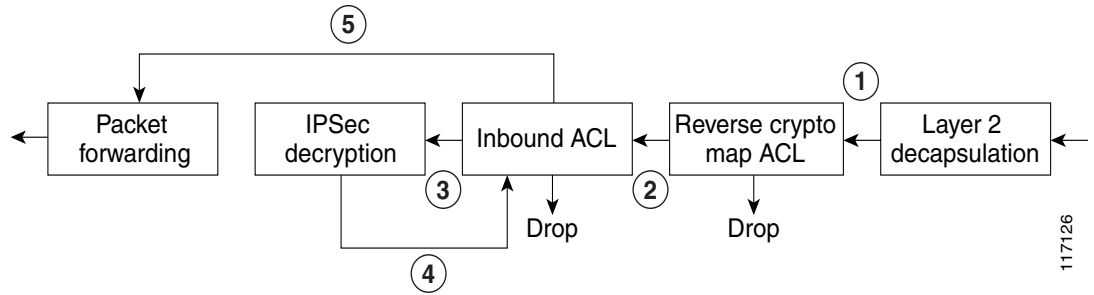 5
1
Packet
forwarding
IPSec
decryption
Inbound ACL
Reverse crypto
map ACL
Layer 2
decapsulation
3
2
Drop
Drop
4
117126